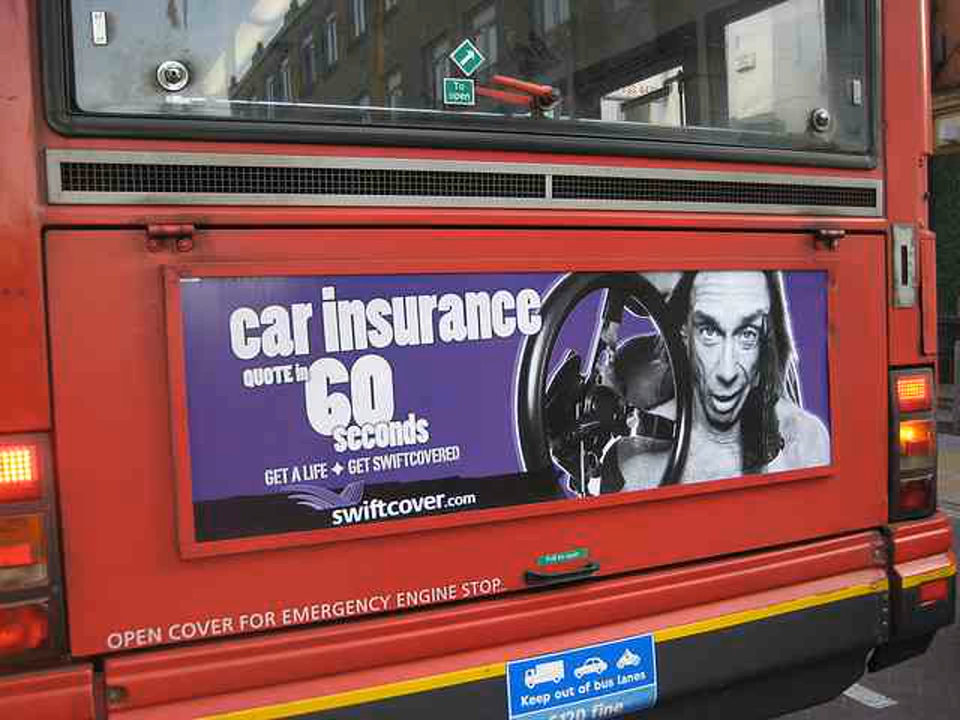 To
open
car insurance
QUOTE in
60
seconds
GET A LIFE GET SWIFTCOVERED
swiftcover.com
OPEN COVER FOR EMERGENCY ENGINE STOP.
Keep out of bus lanes
£120 fine